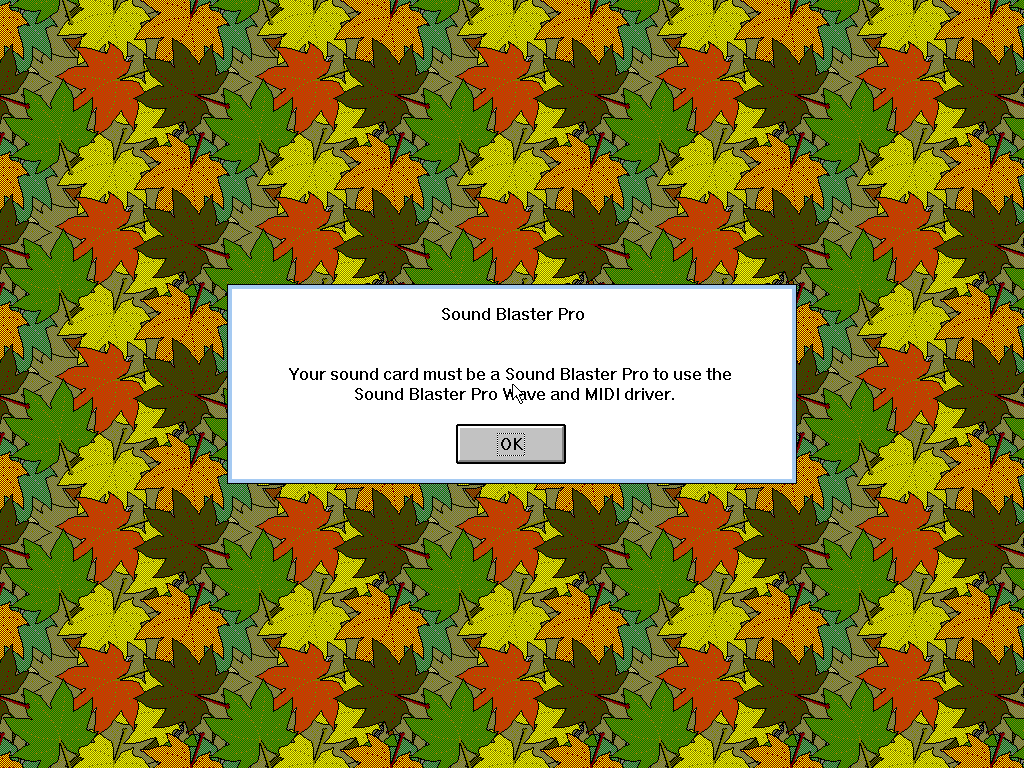 Sound Blaster Pro
Your sound card must be a Sound Blaster Pro to use the
Sound Blaster Pro Wave and MIDI driver.
OK